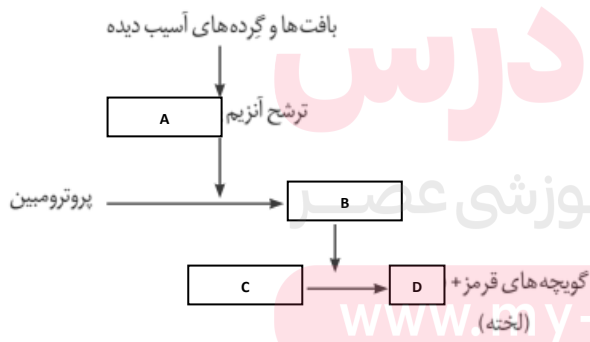 بافت‌ها و گِرده‌های آسیب دیده
ترشح آنزیم A
پروترومبین B
C D گویچه‌های قرمز+
(لخته)
درس
وزشی عصر
www.my-